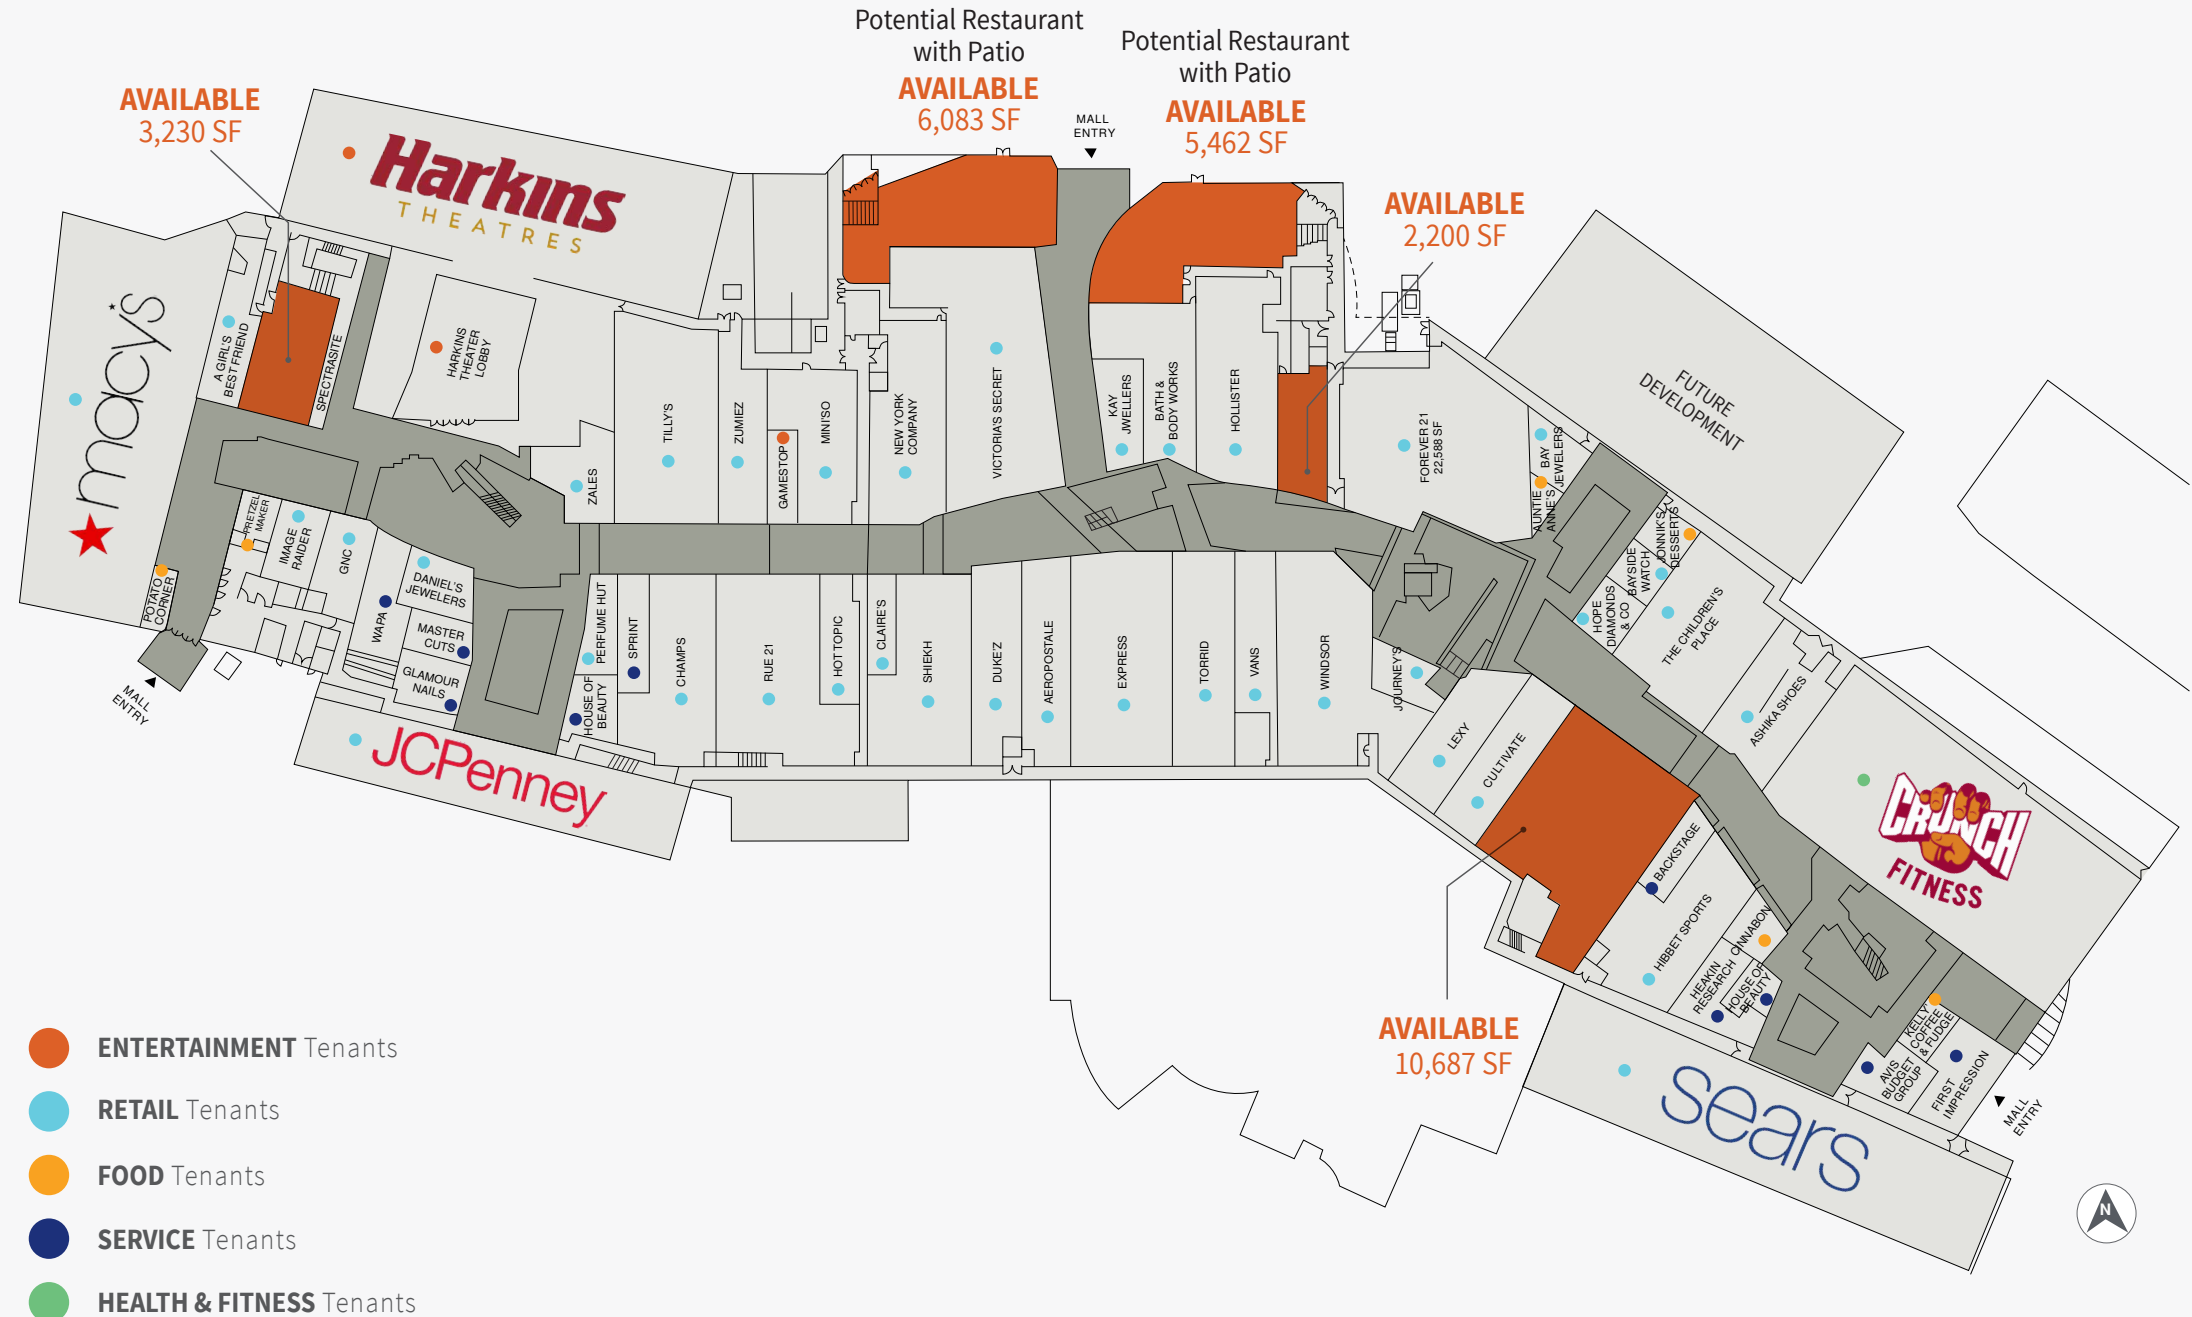 Potential Restaurant
with Patio
AVAILABLE
6,083 SF
Potential Restaurant
with Patio
AVAILABLE
5,462 SF
AVAILABLE
3,230 SF
MALL
ENTRY
AVAILABLE
2,200 SF
Harkins
THEATRES
macy's
A GIRL'S
BEST FRIEND
SPECTRASITE
HARKINS
THEATER
LOBBY
ZALES
TILLY'S
ZUMIEZ
GAMESTOP
MINI'SO
NEW YORK
COMPANY
VICTORIA'S SECRET
KAY
JWELLERS
BATH &
BODY WORKS
HOLLISTER
FOREVER 21
22,588 SF
BAY
JEWELERS
AUNTIE
ANNE'S
FUTURE
DEVELOPMENT
JONNIK'S
DESSERTS
BAYSIDE
WATCH
HOPE
DIAMONDS
& CO
THE CHILDREN'S
PLACE
ASHIKA SHOES
CRUNCH
FITNESS
PRETZEL
MAKER
IMAGE
RAIDER
GNC
WAPA
DANIEL'S
JEWELERS
MASTER
CUTS
GLAMOUR
NAILS
POTATO
CORNER
MALL
ENTRY
JCPenney
PERFUME HUT
HOUSE OF
BEAUTY
SPRINT
CHAMPS
RUE 21
HOT TOPIC
CLAIRE'S
SHIEKH
DUKE'Z
AEROPOSTALE
EXPRESS
TORRID
VANS
WINDSOR
JOURNEY'S
LEXY
CULTIVATE
BACKSTAGE
HIBBET SPORTS
CINNABON
HEAKIN
RESEARCH
HOUSE OF
BEAUTY
KELLY
COFFEE
& FUDGE
AVIS
BUDGET
GROUP
FIRST
IMPRESSION
MALL
ENTRY
AVAILABLE
10,687 SF
sears
N
ENTERTAINMENT Tenants
RETAIL Tenants
FOOD Tenants
SERVICE Tenants
HEALTH & FITNESS Tenants